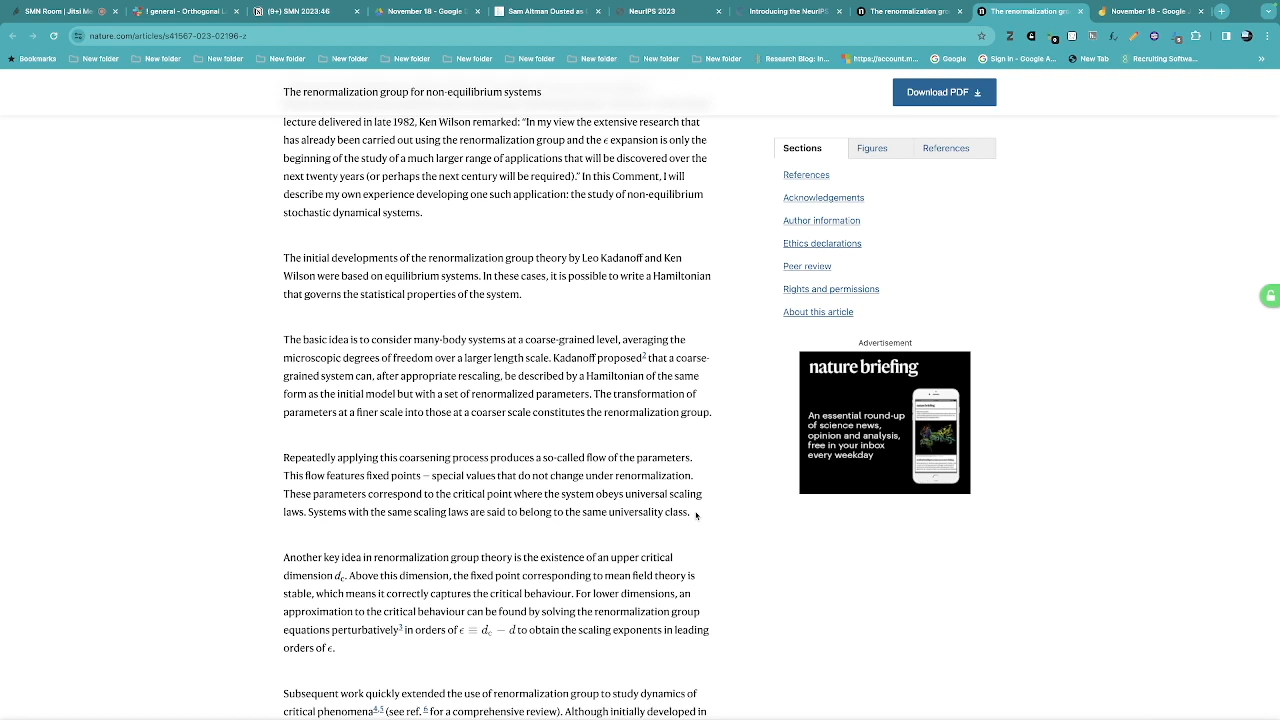 SMN Room | Jitsi Me
general - Orthogonal L
(9+) SMN 2023:46
November 18 - Google D
Sam Altman Ousted as
NeurIPS 2023
Introducing the NeurIPS
The renormalization gro
The renormalization gro
November 18 - Google
nature.com/articles/s41567-023-02196-z
Bookmarks
New folder
New folder
New folder
New folder
New folder
New folder
New folder
New folder
New folder
New folder
New folder
Research Blog: In...
https://account.m...
Google
Sign In - Google A...
New Tab
Recruiting Softwa...
The renormalization group for non-equilibrium systems
Download PDF
lecture delivered in late 1982, Ken Wilson remarked: “In my view the extensive research that
has already been carried out using the renormalization group and the ϵ expansion is only the
beginning of the study of a much larger range of applications that will be discovered over the
next twenty years (or perhaps the next century will be required).” In this Comment, I will
describe my own experience developing one such application: the study of non-equilibrium
stochastic dynamical systems.
The initial developments of the renormalization group theory by Leo Kadanoff and Ken
Wilson were based on equilibrium systems. In these cases, it is possible to write a Hamiltonian
that governs the statistical properties of the system.
The basic idea is to consider many-body systems at a coarse-grained level, averaging the
microscopic degrees of freedom over a larger length scale. Kadanoff proposed2 that a coarse-
grained system can, after appropriate rescaling, be described by a Hamiltonian of the same
form as the initial model but with a set of renormalized parameters. The transformation of
parameters at a finer scale into those at a coarser scale constitutes the renormalization group.
Repeatedly applying this coarsening process produces a so-called flow of the parameters.
This flow features fixed points – special values that do not change under renormalization.
These parameters correspond to the critical point where the system obeys universal scaling
laws. Systems with the same scaling laws are said to belong to the same universality class.
Another key idea in renormalization group theory is the existence of an upper critical
dimension dc. Above this dimension, the fixed point corresponding to mean field theory is
stable, which means it correctly captures the critical behaviour. For lower dimensions, an
approximation to the critical behaviour can be found by solving the renormalization group
equations perturbatively3 in orders of ϵ ≡ dc − d to obtain the scaling exponents in leading
orders of ϵ.
Subsequent work quickly extended the use of renormalization group to study dynamics of
critical phenomena4,5 (see ref. 6 for a comprehensive review). Although initially developed in
Sections
Figures
References
References
Acknowledgements
Author information
Ethics declarations
Peer review
Rights and permissions
About this article
Advertisement
nature briefing
An essential round-up
of science news,
opinion and analysis,
free in your inbox
every weekday